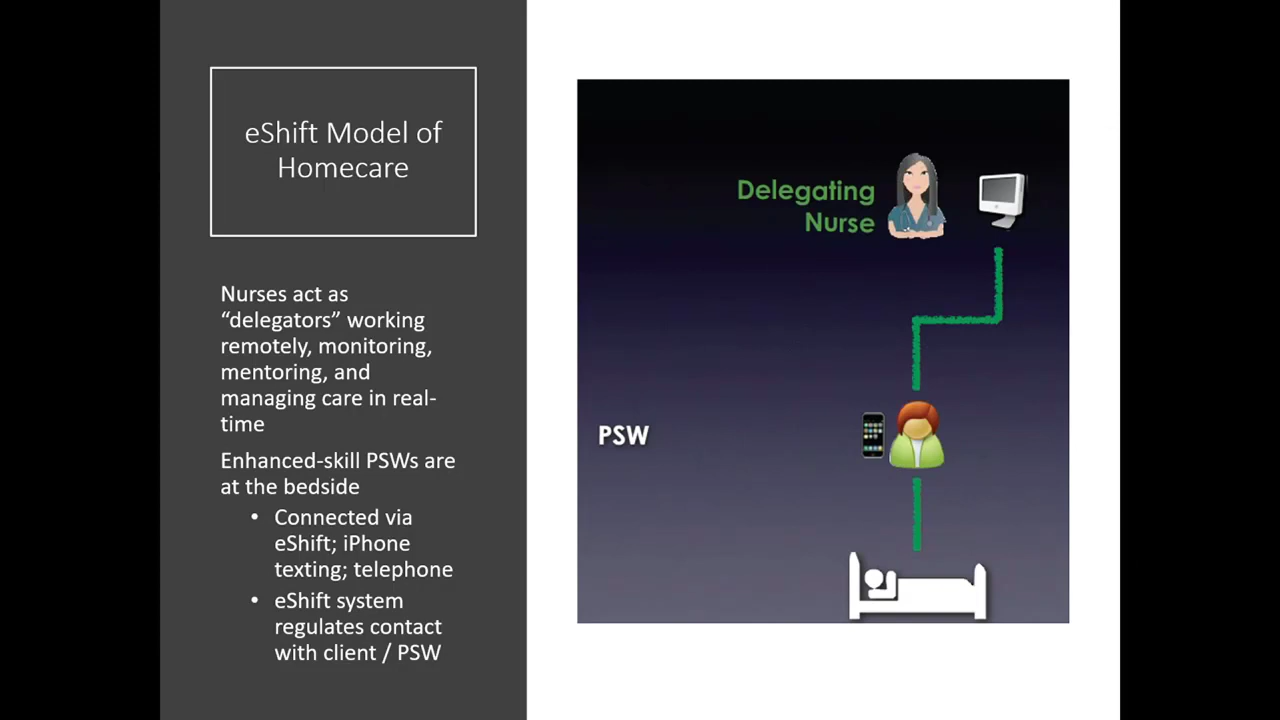 eShift Model of
Homecare
Nurses act as
“delegators” working
remotely, monitoring,
mentoring, and
managing care in real-
time
Enhanced-skill PSWs are
at the bedside
• Connected via
eShift; iPhone
texting; telephone
• eShift system
regulates contact
with client / PSW
Delegating
Nurse
PSW